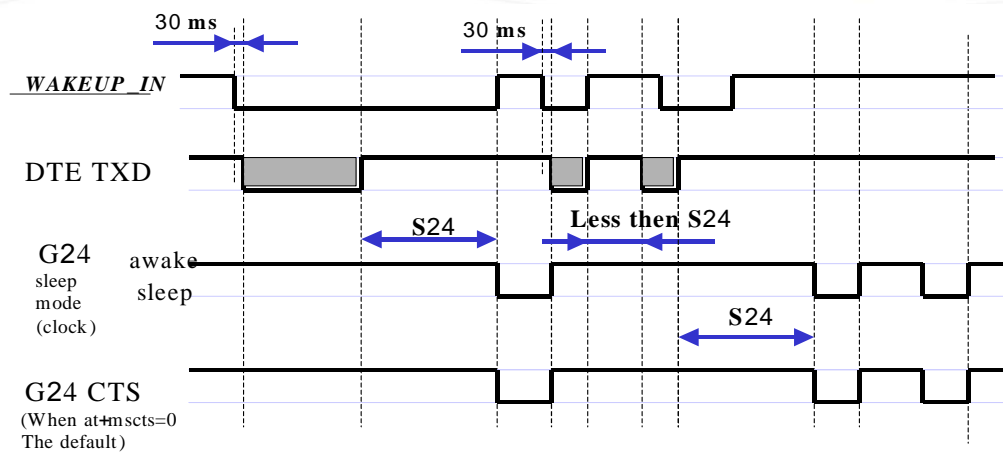 30 ms
30 ms
WAKEUP_IN
DTE TXD
S24
Less then S24
G24
awake
sleep
sleep
mode
(clock)
S24
G24 CTS
(When at+mscts=0
The default)